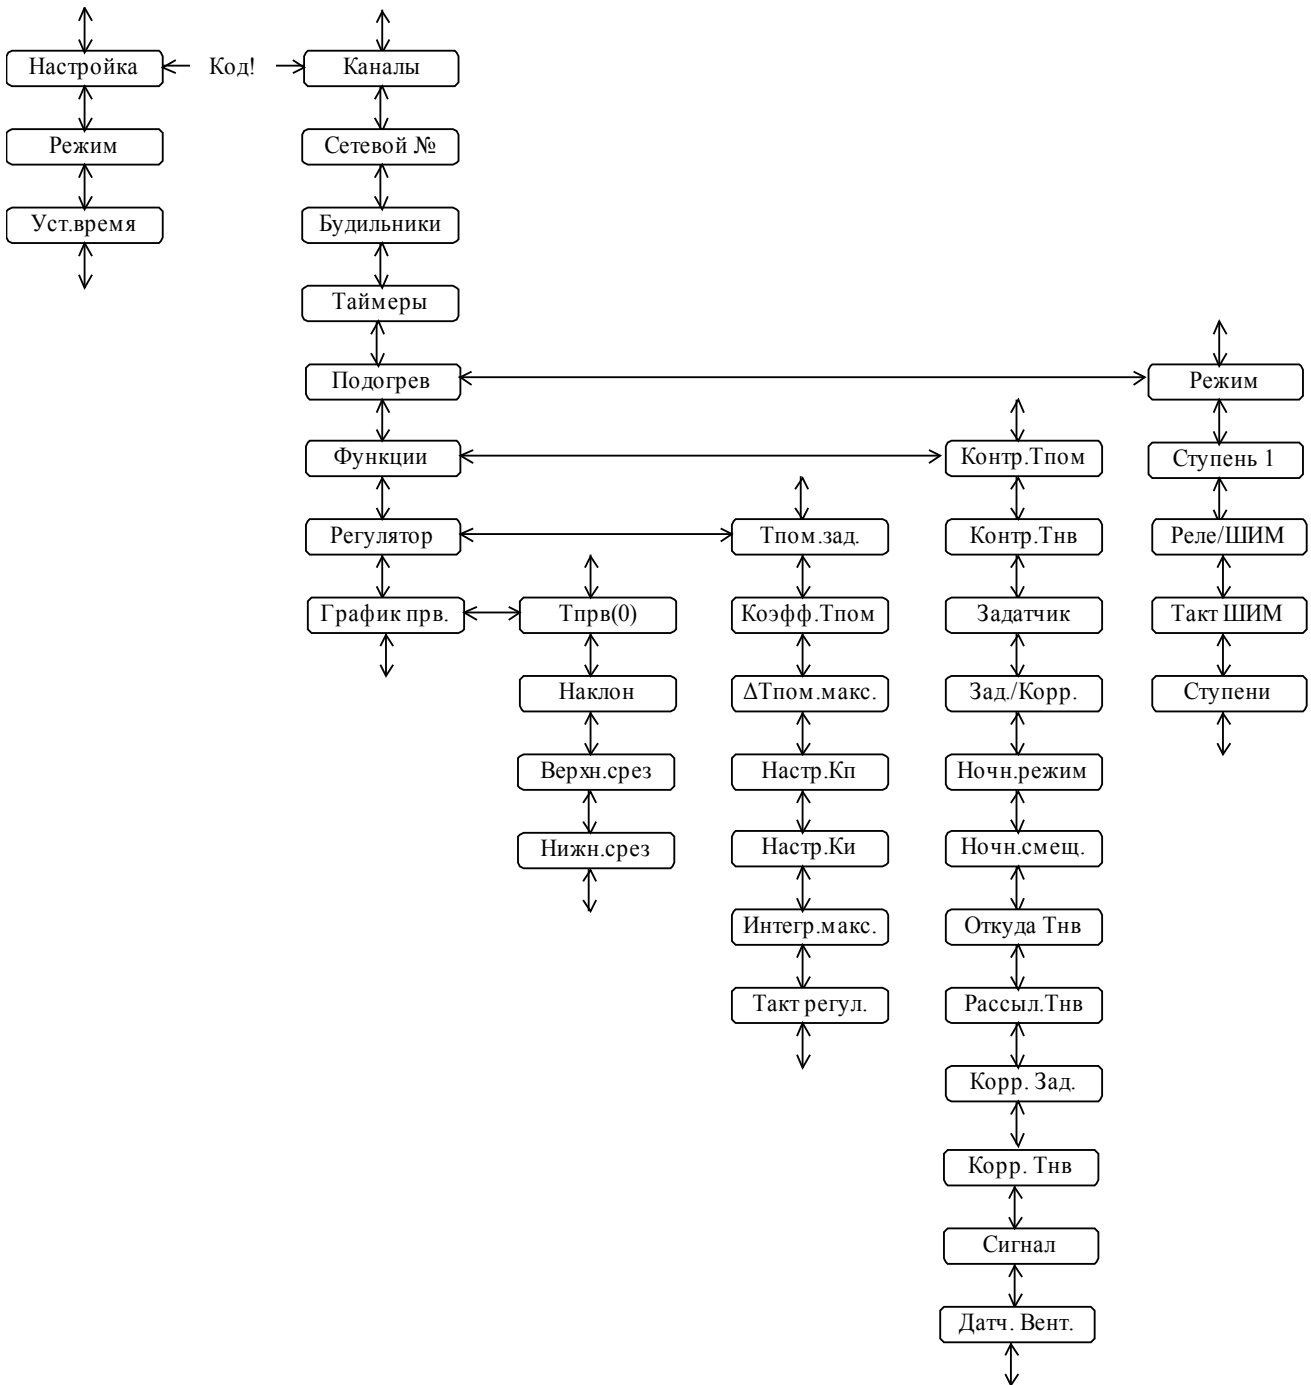 Настройка
Код!
Каналы
Режим
Сетевой №
Уст.время
Будильники
Таймеры
Подогрев
Режим
Функции
Контр.Тпом
Ступень 1
Регулятор
Тпом.зад.
Контр.Тнв
Реле/ШИМ
График прв.
Тпрв(0)
Коэфф.Тпом
Задатчик
Такт ШИМ
Наклон
ΔТпом.макс.
Зад./Корр.
Ступени
Верхн.срез
Настр.Кп
Ночн.режим
Нижн.срез
Настр.Ки
Ночн.смещ.
Интегр.макс.
Откуда Тнв
Такт регул.
Рассыл.Тнв
Корр. Зад.
Корр. Тнв
Сигнал
Датч. Вент.